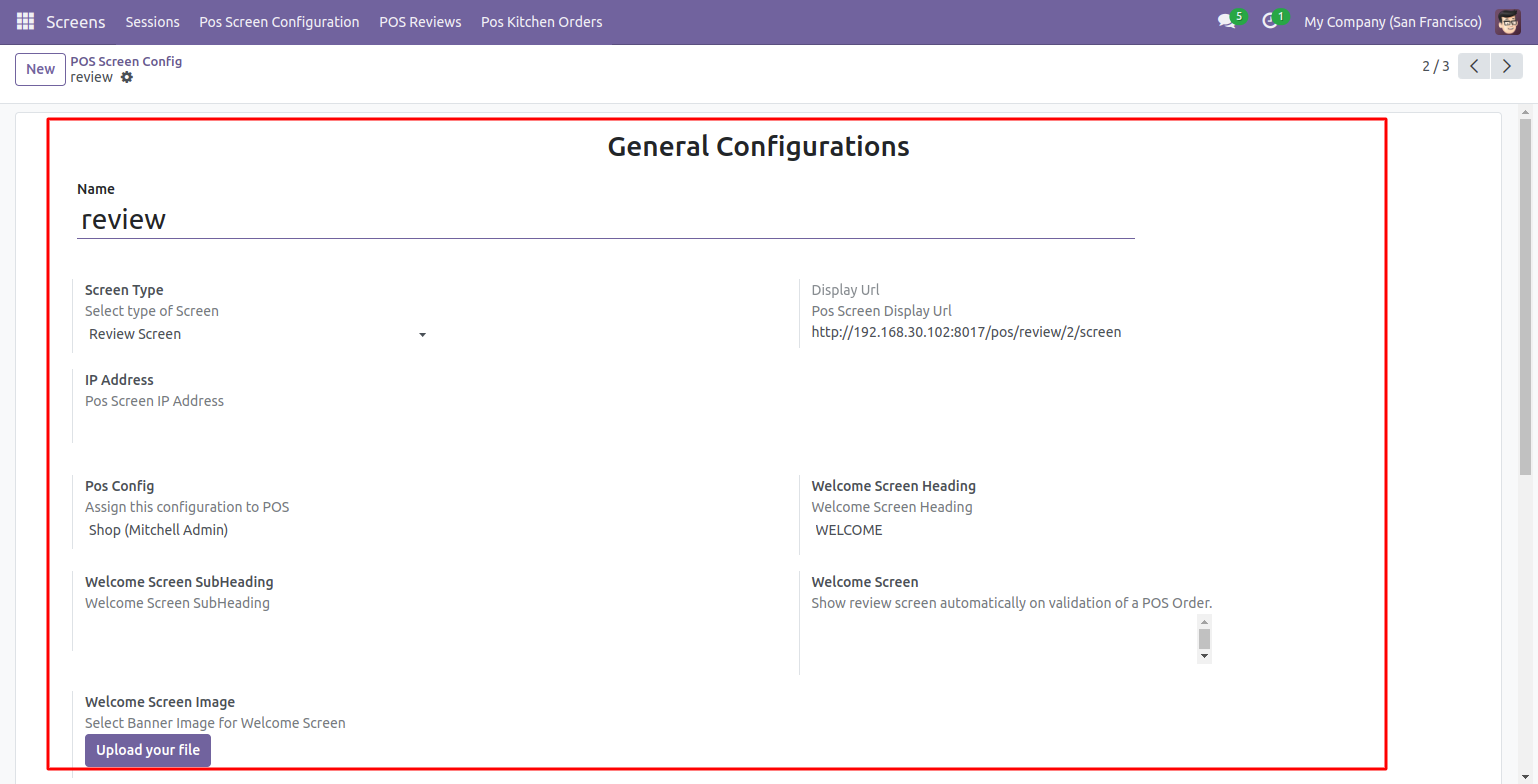 Screens Sessions Pos Screen Configuration POS Reviews Pos Kitchen Orders 5 1 My Company (San Francisco)
New POS Screen Config
review 2 / 3
General Configurations
Name
review
Screen Type
Select type of Screen
Review Screen
Display Url
Pos Screen Display Url
http://192.168.30.102:8017/pos/review/2/screen
IP Address
Pos Screen IP Address
Pos Config
Assign this configuration to POS
Shop (Mitchell Admin)
Welcome Screen Heading
Welcome Screen Heading
WELCOME
Welcome Screen SubHeading
Welcome Screen SubHeading
Welcome Screen
Show review screen automatically on validation of a POS Order.
Welcome Screen Image
Select Banner Image for Welcome Screen
Upload your file